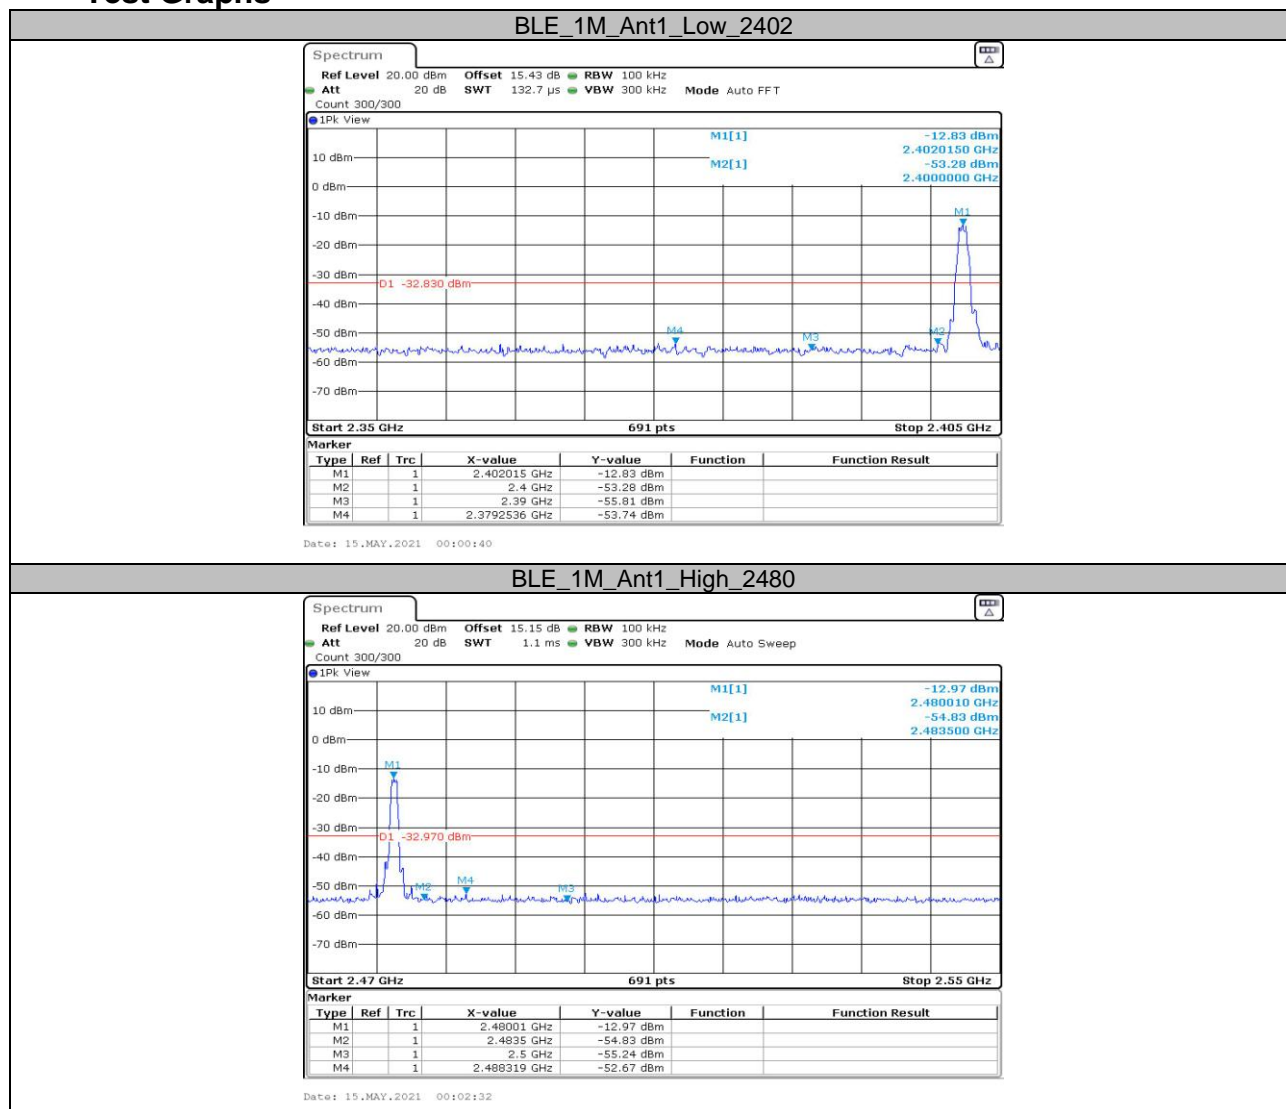 Test Graphs
BLE_1M_Ant1_Low_2402
Spectrum
Ref Level 20.00 dBm Offset 15.43 dB RBW 100 kHz
Att 20 dB SWT 132.7 µs VBW 300 kHz Mode Auto FFT
Count 300/300
1Pk View
M1[1] -12.83 dBm
2.4020150 GHz
10 dBm
M2[1] -53.28 dBm
2.4000000 GHz
0 dBm
-10 dBm
M1
-20 dBm
-30 dBm
D1 -32.830 dBm
-40 dBm
-50 dBm
M4
M3
M2
-60 dBm
-70 dBm
Start 2.35 GHz 691 pts Stop 2.405 GHz
Marker
Type Ref Trc X-value Y-value Function Function Result
M1 1 2.402015 GHz -12.83 dBm
M2 1 2.4 GHz -53.28 dBm
M3 1 2.39 GHz -55.81 dBm
M4 1 2.3792536 GHz -53.74 dBm
Date: 15.MAY.2021 00:00:40
BLE_1M_Ant1_High_2480
Spectrum
Ref Level 20.00 dBm Offset 15.15 dB RBW 100 kHz
Att 20 dB SWT 1.1 ms VBW 300 kHz Mode Auto Sweep
Count 300/300
1Pk View
M1[1] -12.97 dBm
2.480010 GHz
10 dBm
M2[1] -54.83 dBm
2.483500 GHz
0 dBm
M1
-10 dBm
-20 dBm
-30 dBm
D1 -32.970 dBm
-40 dBm
-50 dBm
M2
M4
M3
-60 dBm
-70 dBm
Start 2.47 GHz 691 pts Stop 2.55 GHz
Marker
Type Ref Trc X-value Y-value Function Function Result
M1 1 2.48001 GHz -12.97 dBm
M2 1 2.4835 GHz -54.83 dBm
M3 1 2.5 GHz -55.24 dBm
M4 1 2.488319 GHz -52.67 dBm
Date: 15.MAY.2021 00:02:32